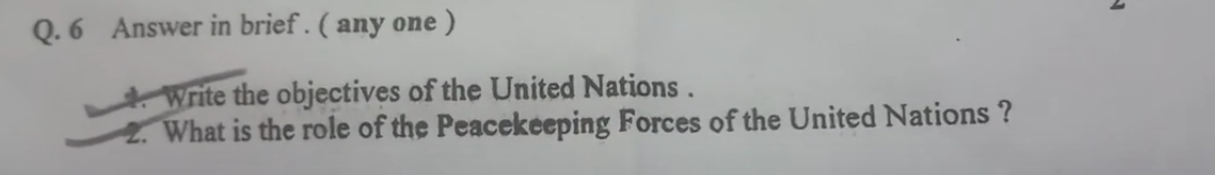 Q. 6 Answer in brief . ( any one )
1. Write the objectives of the United Nations .
2. What is the role of the Peacekeeping Forces of the United Nations ?